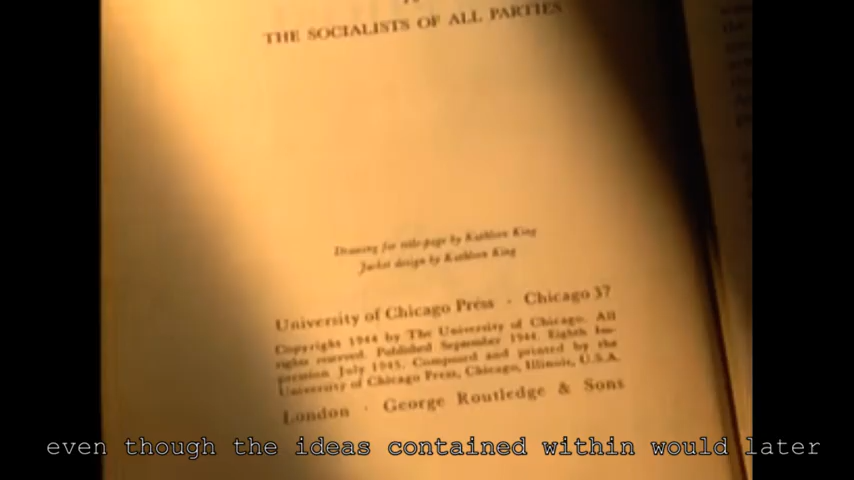 THE SOCIALISTS OF ALL PARTIES
Drawing for title-page by Kathleen King
Jacket design by Kathleen King
University of Chicago Press · Chicago 37
Copyright 1944 by The University of Chicago. All
rights reserved. Published September 1944. Eighth Im-
pression July 1945. Composed and printed by the
University of Chicago Press, Chicago, Illinois, U.S.A.
London · George Routledge & Sons
even though the ideas contained within would later